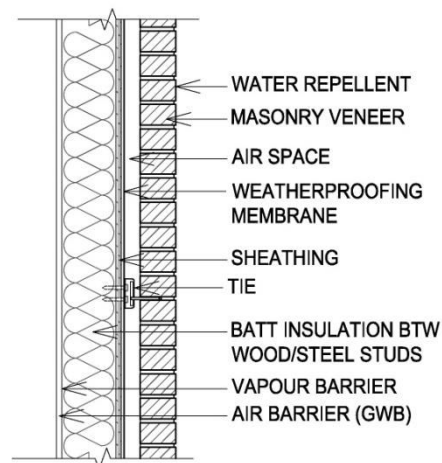 WATER REPELLENT
MASONRY VENEER
AIR SPACE
WEATHERPROOFING
MEMBRANE
SHEATHING
TIE
BATT INSULATION BTW
WOOD/STEEL STUDS
VAPOUR BARRIER
AIR BARRIER (GWB)